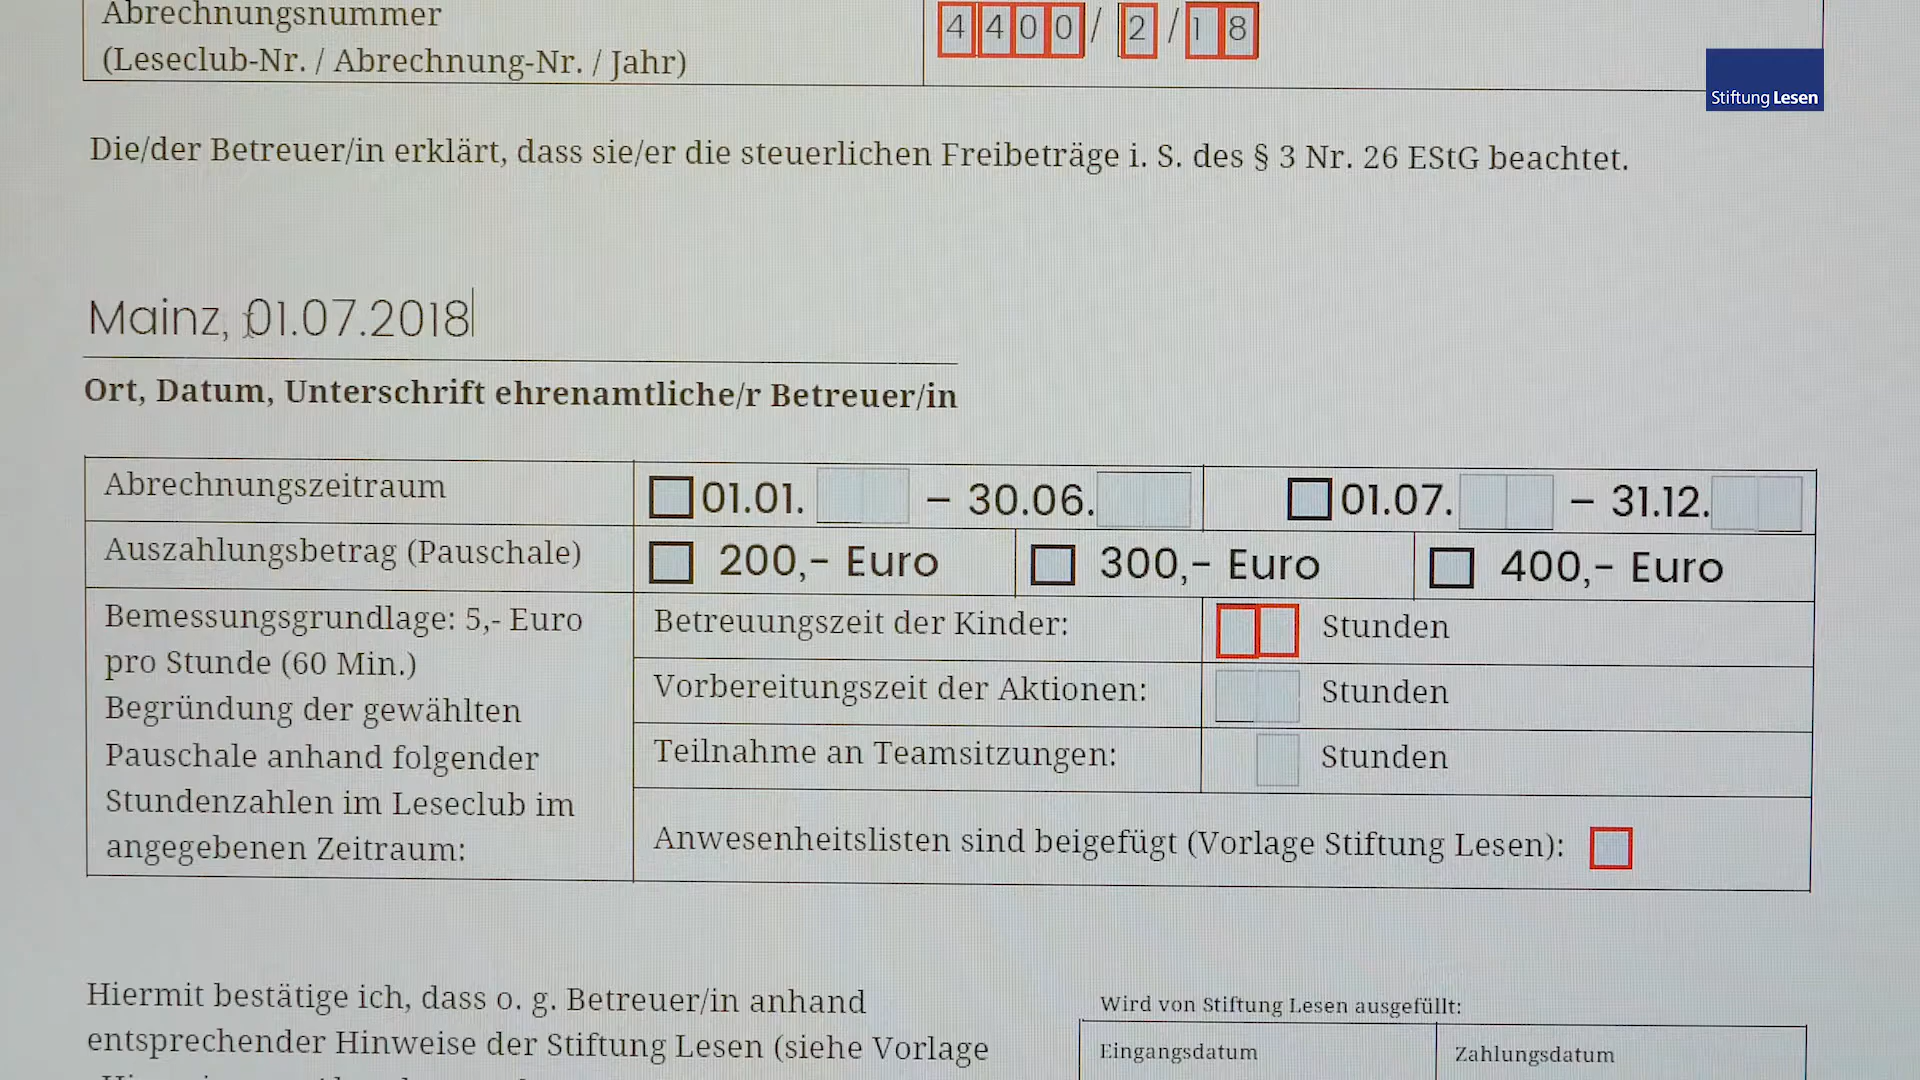 Abrechnungsnummer
(Leseclub-Nr. / Abrechnung-Nr. / Jahr)
4400 / 2 / 18
Stiftung Lesen
Die/der Betreuer/in erklärt, dass sie/er die steuerlichen Freibeträge i. S. des § 3 Nr. 26 EStG beachtet.
Mainz, 01.07.2018
Ort, Datum, Unterschrift ehrenamtliche/r Betreuer/in
Abrechnungszeitraum
01.01. – 30.06.
01.07. – 31.12.
Auszahlungsbetrag (Pauschale)
200,- Euro
300,- Euro
400,- Euro
Bemessungsgrundlage: 5,- Euro
pro Stunde (60 Min.)
Begründung der gewählten
Pauschale anhand folgender
Stundenzahlen im Leseclub im
angegebenen Zeitraum:
Betreuungszeit der Kinder: Stunden
Vorbereitungszeit der Aktionen: Stunden
Teilnahme an Teamsitzungen: Stunden
Anwesenheitslisten sind beigefügt (Vorlage Stiftung Lesen):
Hiermit bestätige ich, dass o. g. Betreuer/in anhand
entsprechender Hinweise der Stiftung Lesen (siehe Vorlage
Wird von Stiftung Lesen ausgefüllt:
Eingangsdatum
Zahlungsdatum